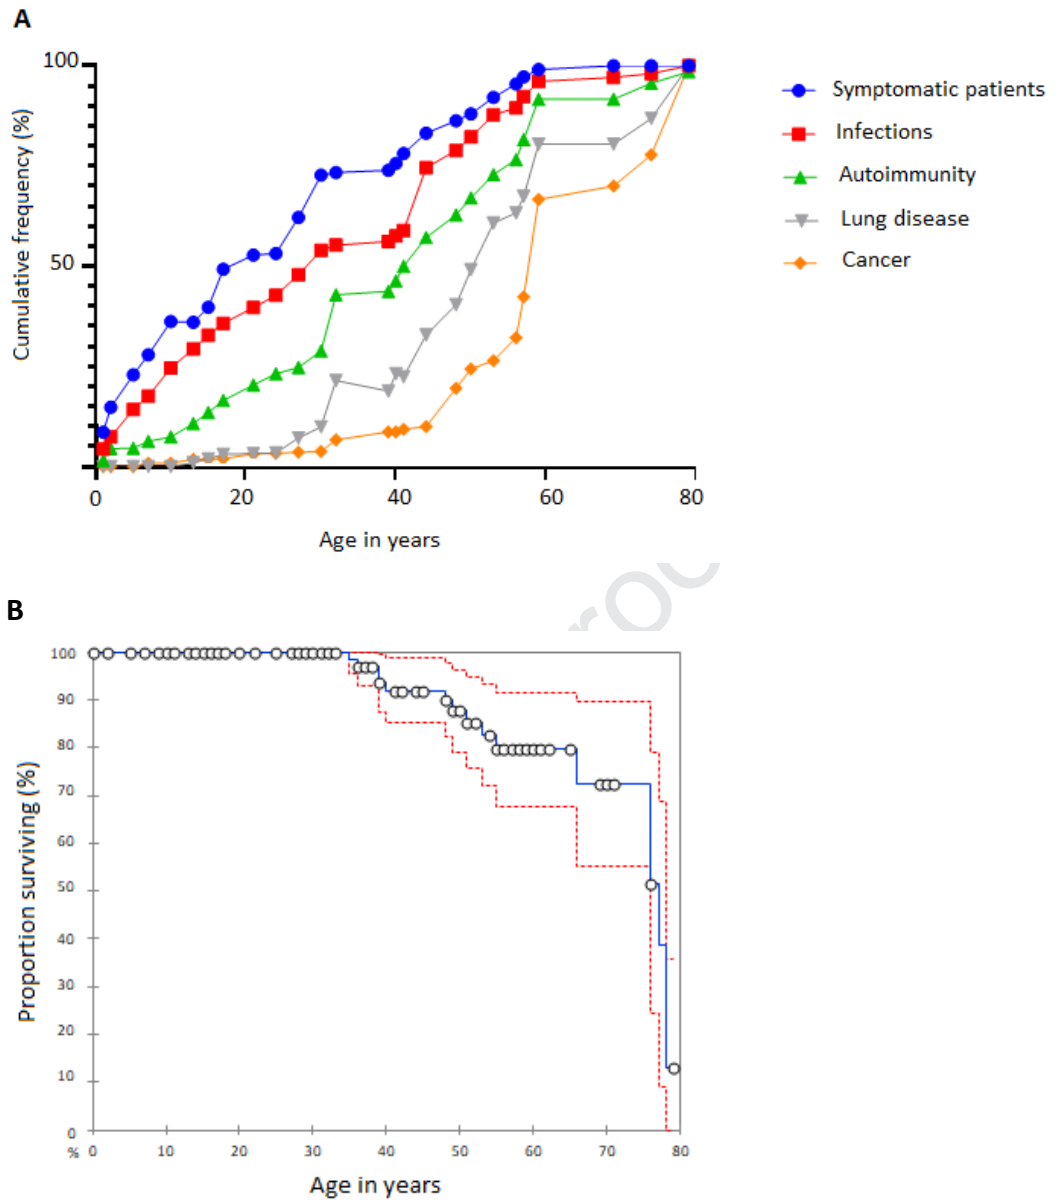 A
Cumulative frequency (%)
100
50
0
20
40
60
80
Age in years
Symptomatic patients
Infections
Autoimmunity
Lung disease
Cancer
roc
B
Proportion surviving (%)
100
90
80
70
60
50
40
30
20
10
0
%
0
10
20
30
40
50
60
70
80
Age in years